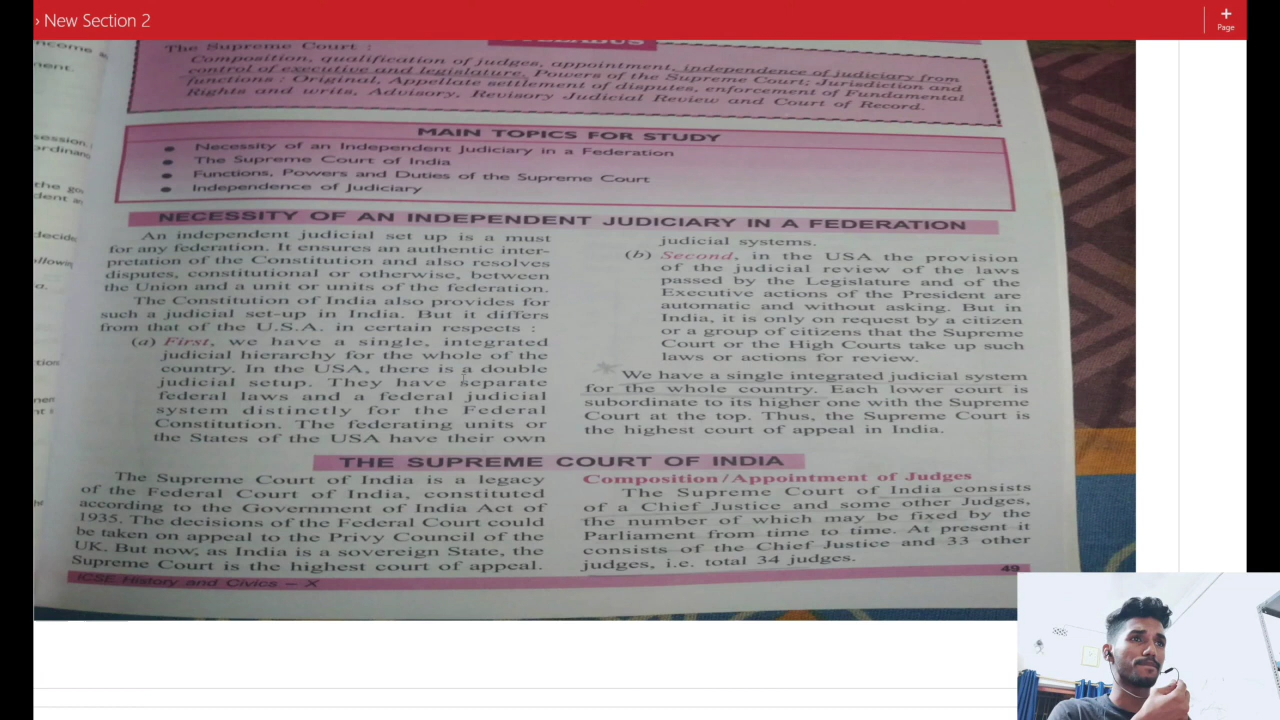 › New Section 2
+
Page
SYLLABUS
The Supreme Court :
Composition, qualification of judges, appointment, independence of judiciary from
control of executive and legislature, Powers of the Supreme Court; Jurisdiction and
functions : Original, Appellate settlement of disputes, enforcement of Fundamental
Rights and writs, Advisory, Revisory Judicial Review and Court of Record.
MAIN TOPICS FOR STUDY
● Necessity of an Independent Judiciary in a Federation
● The Supreme Court of India
● Functions, Powers and Duties of the Supreme Court
● Independence of Judiciary
NECESSITY OF AN INDEPENDENT JUDICIARY IN A FEDERATION
An independent judicial set up is a must
for any federation. It ensures an authentic inter-
pretation of the Constitution and also resolves
disputes, constitutional or otherwise, between
the Union and a unit or units of the federation.
The Constitution of India also provides for
such a judicial set-up in India. But it differs
from that of the U.S.A. in certain respects :
(a) First, we have a single, integrated
judicial hierarchy for the whole of the
country. In the USA, there is a double
judicial setup. They have separate
federal laws and a federal judicial
system distinctly for the Federal
Constitution. The federating units or
the States of the USA have their own
judicial systems.
(b) Second, in the USA the provision
of the judicial review of the laws
passed by the Legislature and of the
Executive actions of the President are
automatic and without asking. But in
India, it is only on request by a citizen
or a group of citizens that the Supreme
Court or the High Courts take up such
laws or actions for review.
We have a single integrated judicial system
for the whole country. Each lower court is
subordinate to its higher one with the Supreme
Court at the top. Thus, the Supreme Court is
the highest court of appeal in India.
THE SUPREME COURT OF INDIA
The Supreme Court of India is a legacy
of the Federal Court of India, constituted
according to the Government of India Act of
1935. The decisions of the Federal Court could
be taken on appeal to the Privy Council of the
UK. But now, as India is a sovereign State, the
Supreme Court is the highest court of appeal.
Composition/Appointment of Judges
The Supreme Court of India consists
of a Chief Justice and some other Judges,
the number of which may be fixed by the
Parliament from time to time. At present it
consists of the Chief Justice and 33 other
judges, i.e. total 34 judges.
ICSE History and Civics – X
49